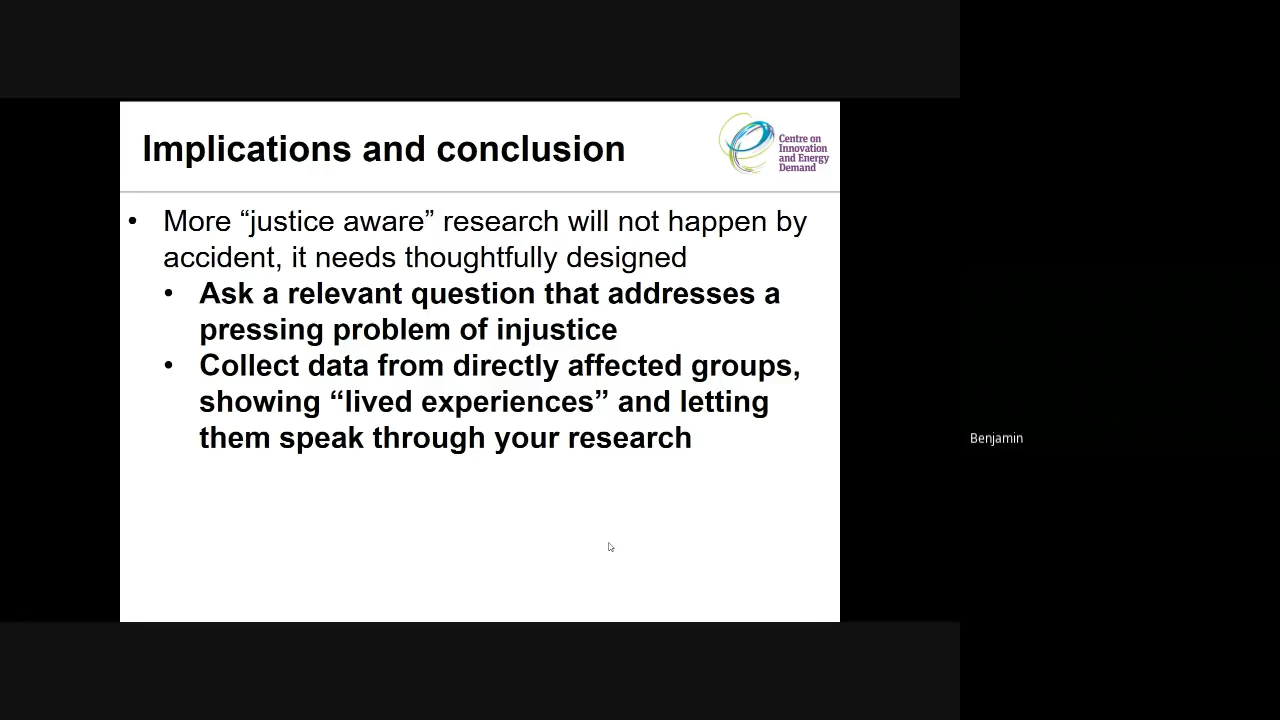 Implications and conclusion
Centre on
Innovation
and Energy
Demand
• More “justice aware” research will not happen by
accident, it needs thoughtfully designed
• Ask a relevant question that addresses a
pressing problem of injustice
• Collect data from directly affected groups,
showing “lived experiences” and letting
them speak through your research
Benjamin